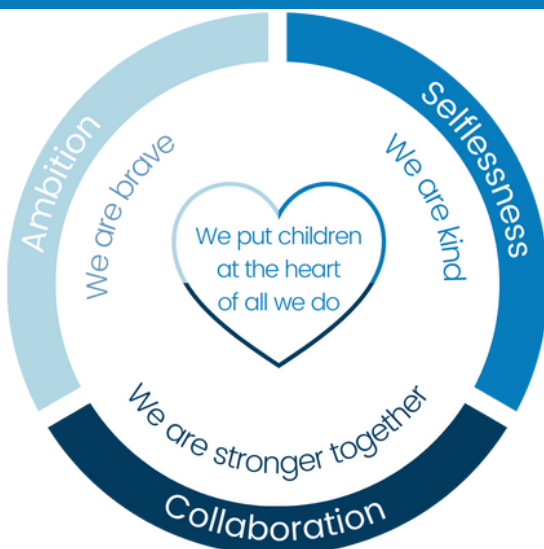 Ambition
We are brave
Selflessness
We are kind
We put children
at the heart
of all we do
We are stronger together
Collaboration